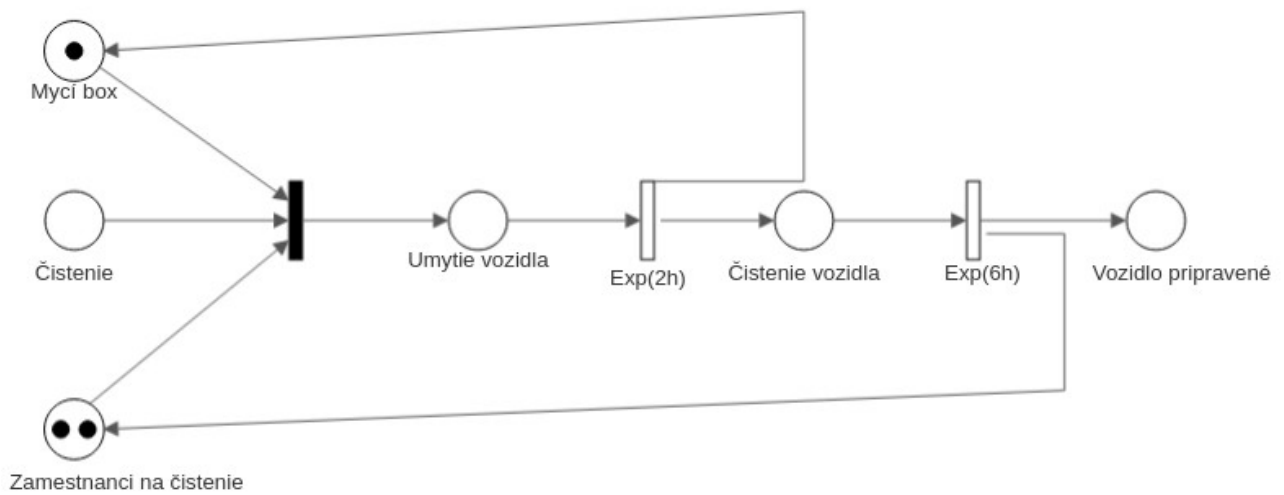 Mycí box
Čistenie
Umytie vozidla
Exp(2h)
Čistenie vozidla
Exp(6h)
Vozidlo pripravené
Zamestnanci na čistenie